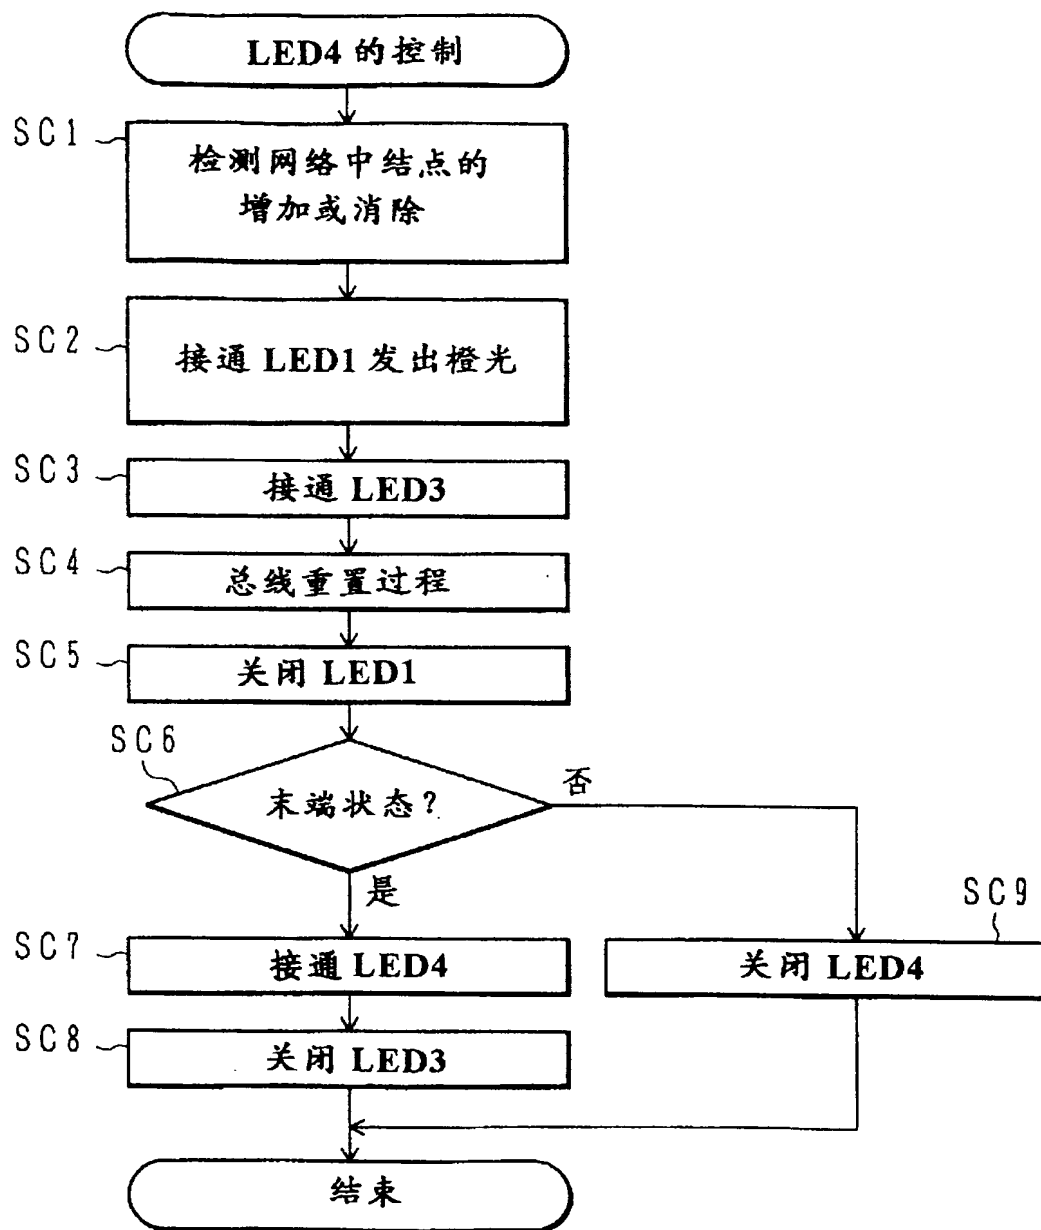 LED4 的控制
SC1
检测网络中结点的
增加或消除
SC2
接通 LED1 发出橙光
SC3
接通 LED3
SC4
总线重置过程
SC5
关闭 LED1
SC6
末端状态？
否
是
SC7
接通 LED4
SC9
关闭 LED4
SC8
关闭 LED3
结束